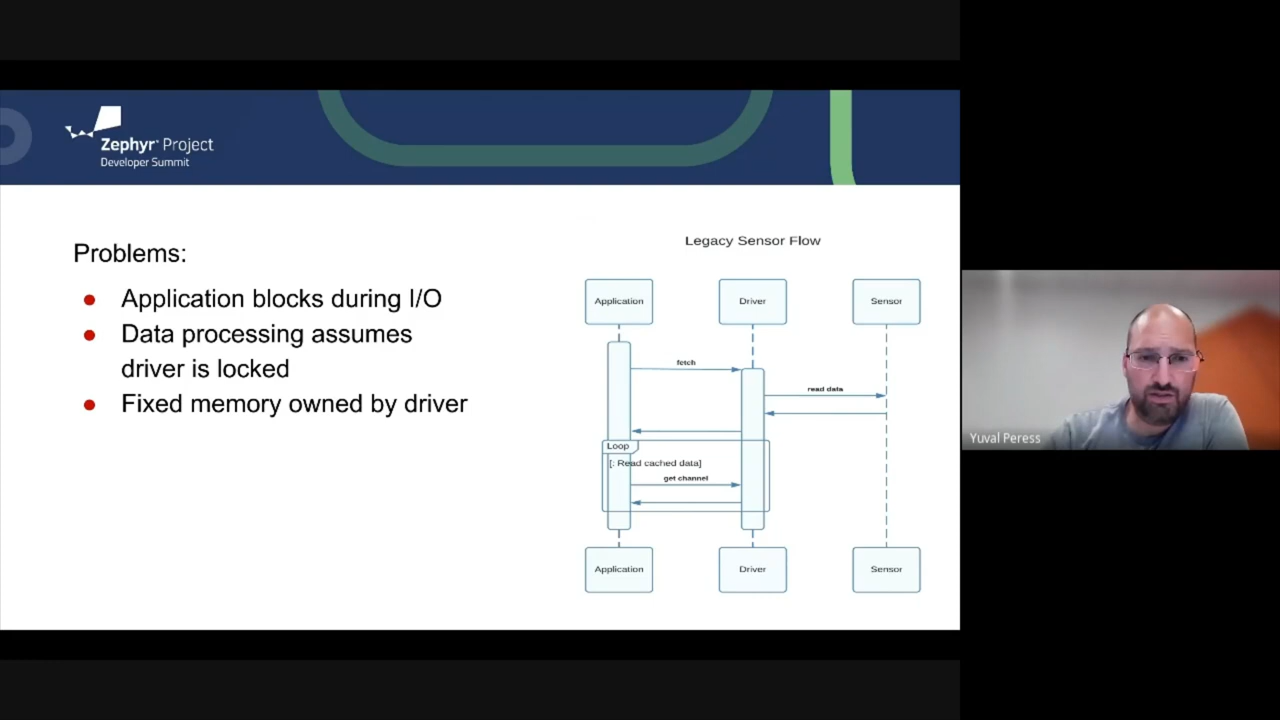 Zephyr® Project
Developer Summit
Problems:
● Application blocks during I/O
● Data processing assumes
driver is locked
● Fixed memory owned by driver
Legacy Sensor Flow
Application
Driver
Sensor
fetch
read data
Loop
[: Read cached data]
get channel
Application
Driver
Sensor
Yuval Peress